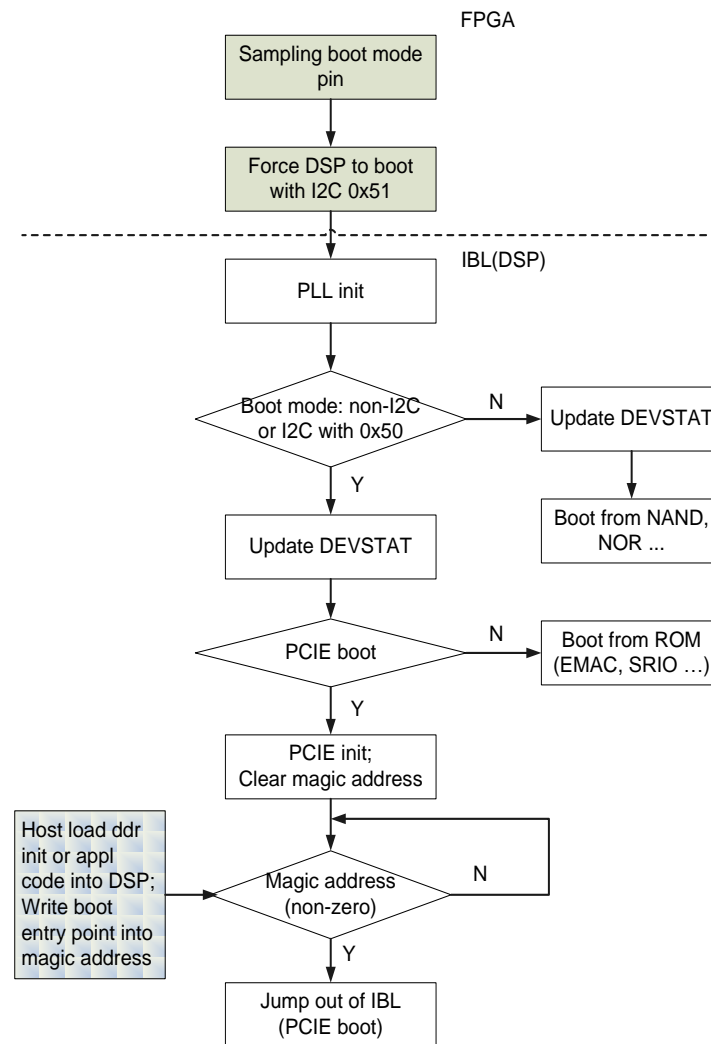 FPGA
Sampling boot mode
pin
Force DSP to boot
with I2C 0x51
IBL(DSP)
PLL init
Boot mode: non-I2C
or I2C with 0x50
N
Update DEVSTAT
Y
Boot from NAND,
NOR ...
Update DEVSTAT
PCIE boot
N
Boot from ROM
(EMAC, SRIO …)
Y
PCIE init;
Clear magic address
Host load ddr
init or appl
code into DSP;
Write boot
entry point into
magic address
Magic address
(non-zero)
N
Y
Jump out of IBL
(PCIE boot)